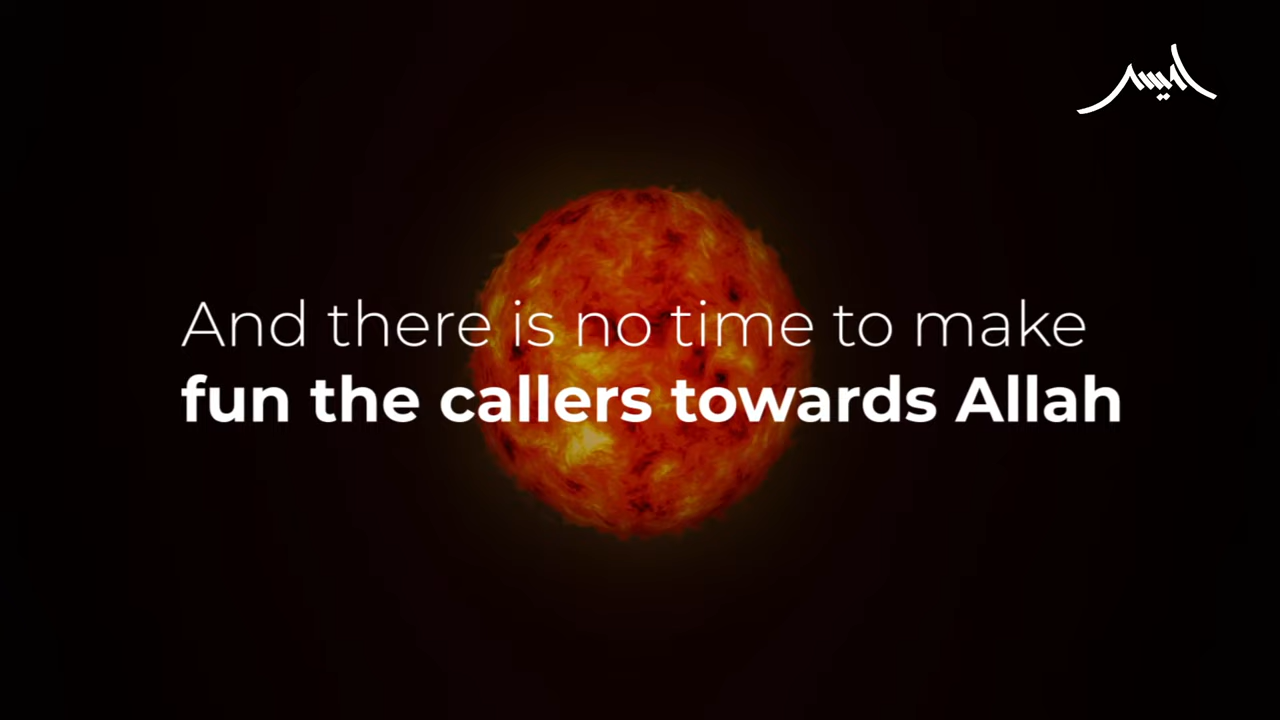 And there is no time to make
fun the callers towards Allah